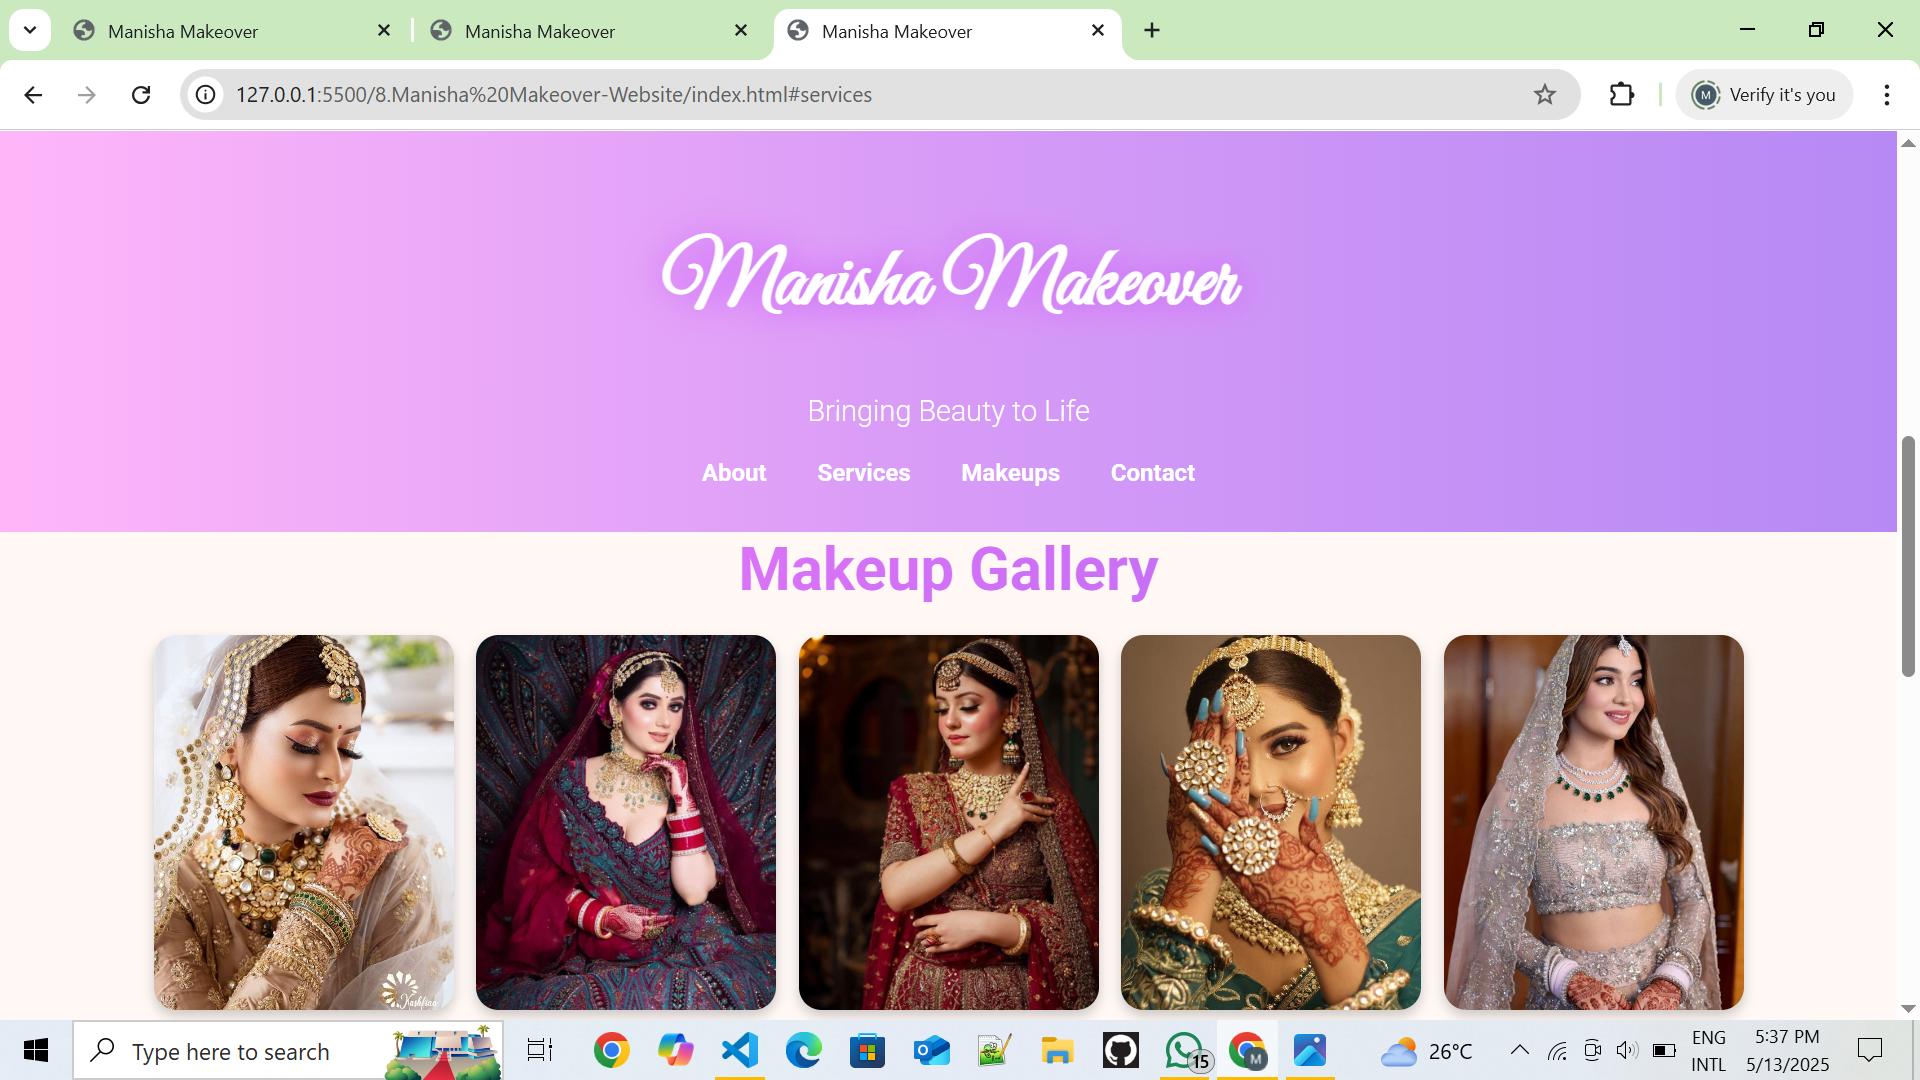 Manisha Makeover
Manisha Makeover
Manisha Makeover
127.0.0.1:5500/8.Manisha%20Makeover-Website/index.html#services
M
Verify it's you
Manisha Makeover
Bringing Beauty to Life
About Services Makeups Contact
Makeup Gallery
Type here to search
15
M
26°C
ENG
INTL
5:37 PM
5/13/2025